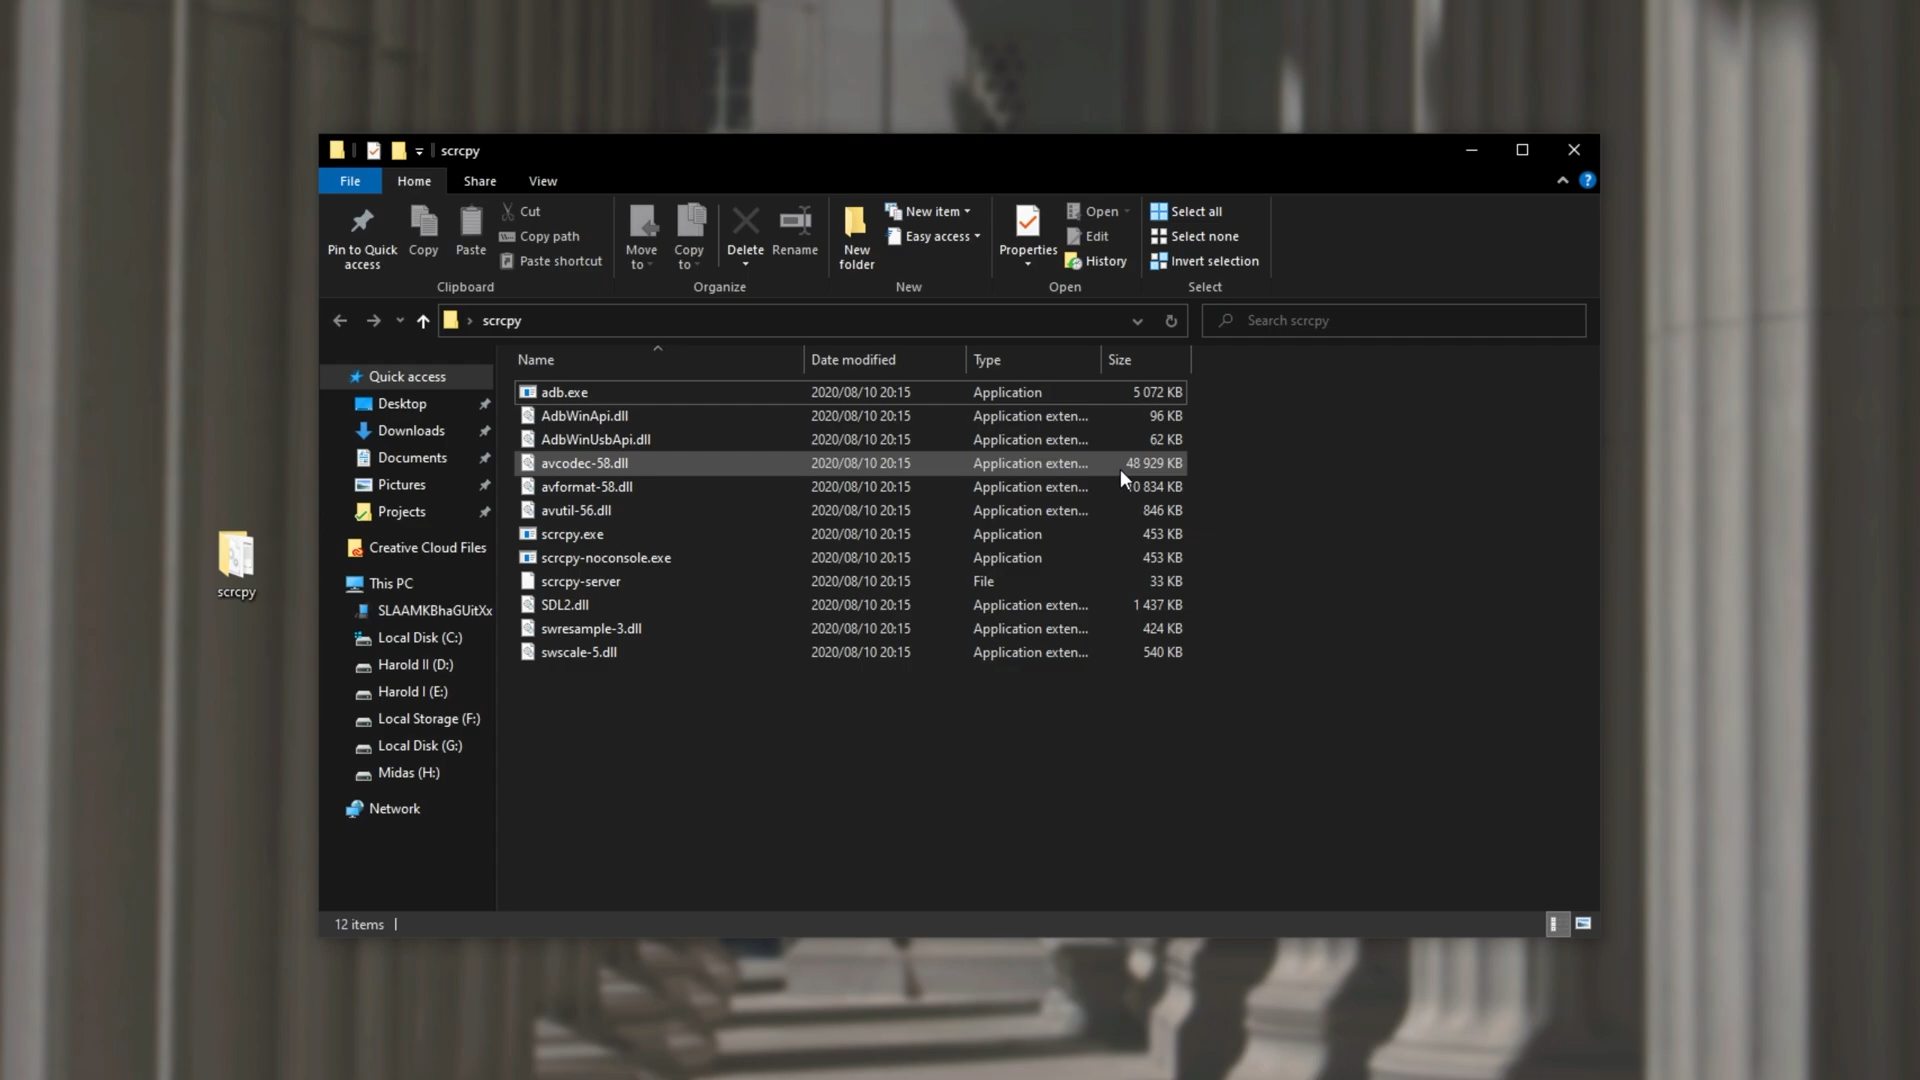 scrcpy
File Home Share View
Pin to Quick access
Copy
Paste
Cut
Copy path
Paste shortcut
Clipboard
Move to
Copy to
Delete
Rename
Organize
New folder
New item
Easy access
New
Properties
Open
Edit
History
Open
Select all
Select none
Invert selection
Select
scrcpy
Search scrcpy
Quick access
Desktop
Downloads
Documents
Pictures
Projects
Creative Cloud Files
This PC
SLAAMKBhaGUitXx
Local Disk (C:)
Harold II (D:)
Harold I (E:)
Local Storage (F:)
Local Disk (G:)
Midas (H:)
Network
Name Date modified Type Size
adb.exe 2020/08/10 20:15 Application 5 072 KB
AdbWinApi.dll 2020/08/10 20:15 Application exten... 96 KB
AdbWinUsbApi.dll 2020/08/10 20:15 Application exten... 62 KB
avcodec-58.dll 2020/08/10 20:15 Application exten... 48 929 KB
avformat-58.dll 2020/08/10 20:15 Application exten... 834 KB
avutil-56.dll 2020/08/10 20:15 Application exten... 846 KB
scrcpy.exe 2020/08/10 20:15 Application 453 KB
scrcpy-noconsole.exe 2020/08/10 20:15 Application 453 KB
scrcpy-server 2020/08/10 20:15 File 33 KB
SDL2.dll 2020/08/10 20:15 Application exten... 1 437 KB
swresample-3.dll 2020/08/10 20:15 Application exten... 424 KB
swscale-5.dll 2020/08/10 20:15 Application exten... 540 KB
12 items
scrcpy